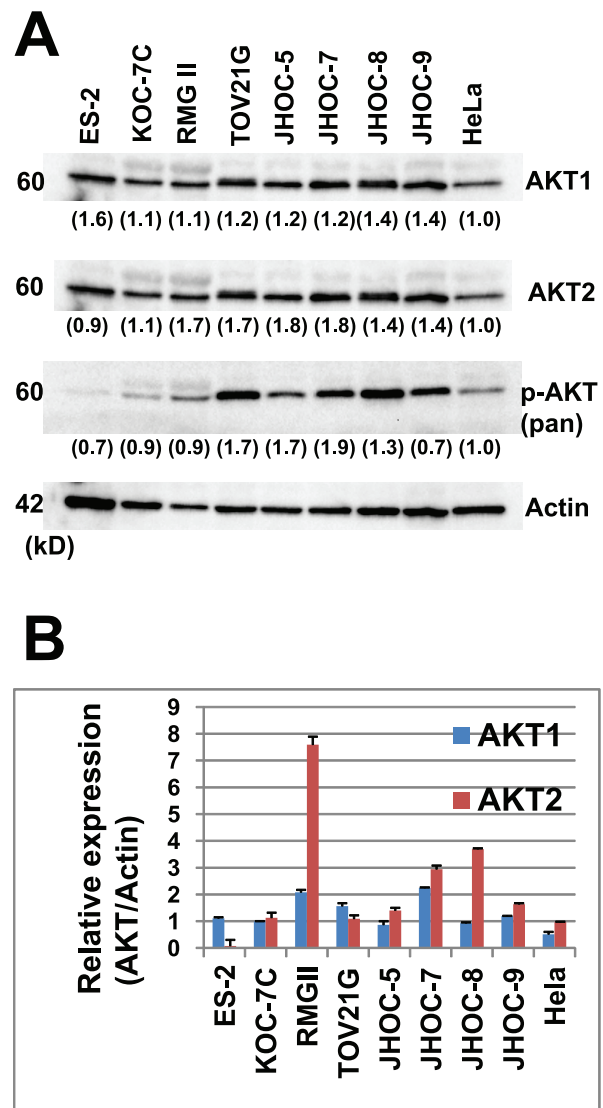 A
ES-2 KOC-7C RMG II TOV21G JHOC-5 JHOC-7 JHOC-8 JHOC-9 HeLa
60 AKT1
(1.6) (1.1) (1.1) (1.2) (1.2) (1.2) (1.4) (1.4) (1.0)
60 AKT2
(0.9) (1.1) (1.7) (1.7) (1.8) (1.8) (1.4) (1.4) (1.0)
60 p-AKT
(pan)
(0.7) (0.9) (0.9) (1.7) (1.7) (1.9) (1.3) (0.7) (1.0)
42 Actin
(kD)
B
Relative expression
(AKT/Actin)
9
8
7
6
5
4
3
2
1
0
AKT1
AKT2
ES-2 KOC-7C RMGII TOV21G JHOC-5 JHOC-7 JHOC-8 JHOC-9 Hela